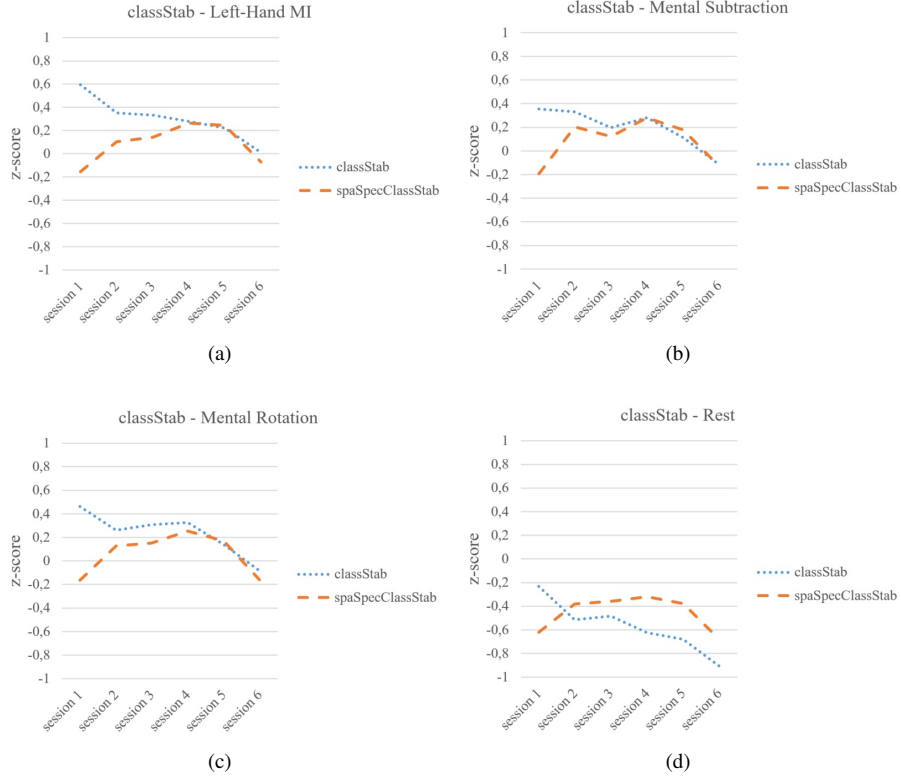 classStab - Left-Hand MI
1
0,8
0,6
0,4
0,2
0
-0,2
-0,4
-0,6
-0,8
-1
z-score
session 1
session 2
session 3
session 4
session 5
session 6
classStab
spaSpecClassStab
(a)
classStab - Mental Subtraction
1
0,8
0,6
0,4
0,2
0
-0,2
-0,4
-0,6
-0,8
-1
z-score
session 1
session 2
session 3
session 4
session 5
session 6
classStab
spaSpecClassStab
(b)
classStab - Mental Rotation
1
0,8
0,6
0,4
0,2
0
-0,2
-0,4
-0,6
-0,8
-1
z-score
session 1
session 2
session 3
session 4
session 5
session 6
classStab
spaSpecClassStab
(c)
classStab - Rest
1
0,8
0,6
0,4
0,2
0
-0,2
-0,4
-0,6
-0,8
-1
z-score
session 1
session 2
session 3
session 4
session 5
session 6
classStab
spaSpecClassStab
(d)